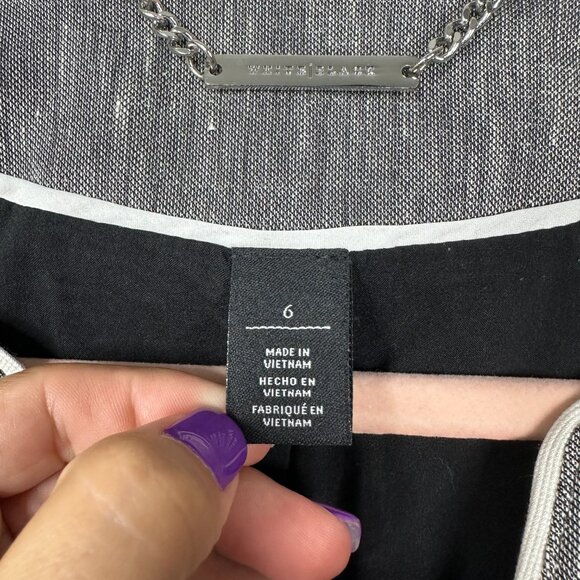 WHITE|BLACK
6
MADE IN
VIETNAM
HECHO EN
VIETNAM
FABRIQUÉ EN
VIETNAM